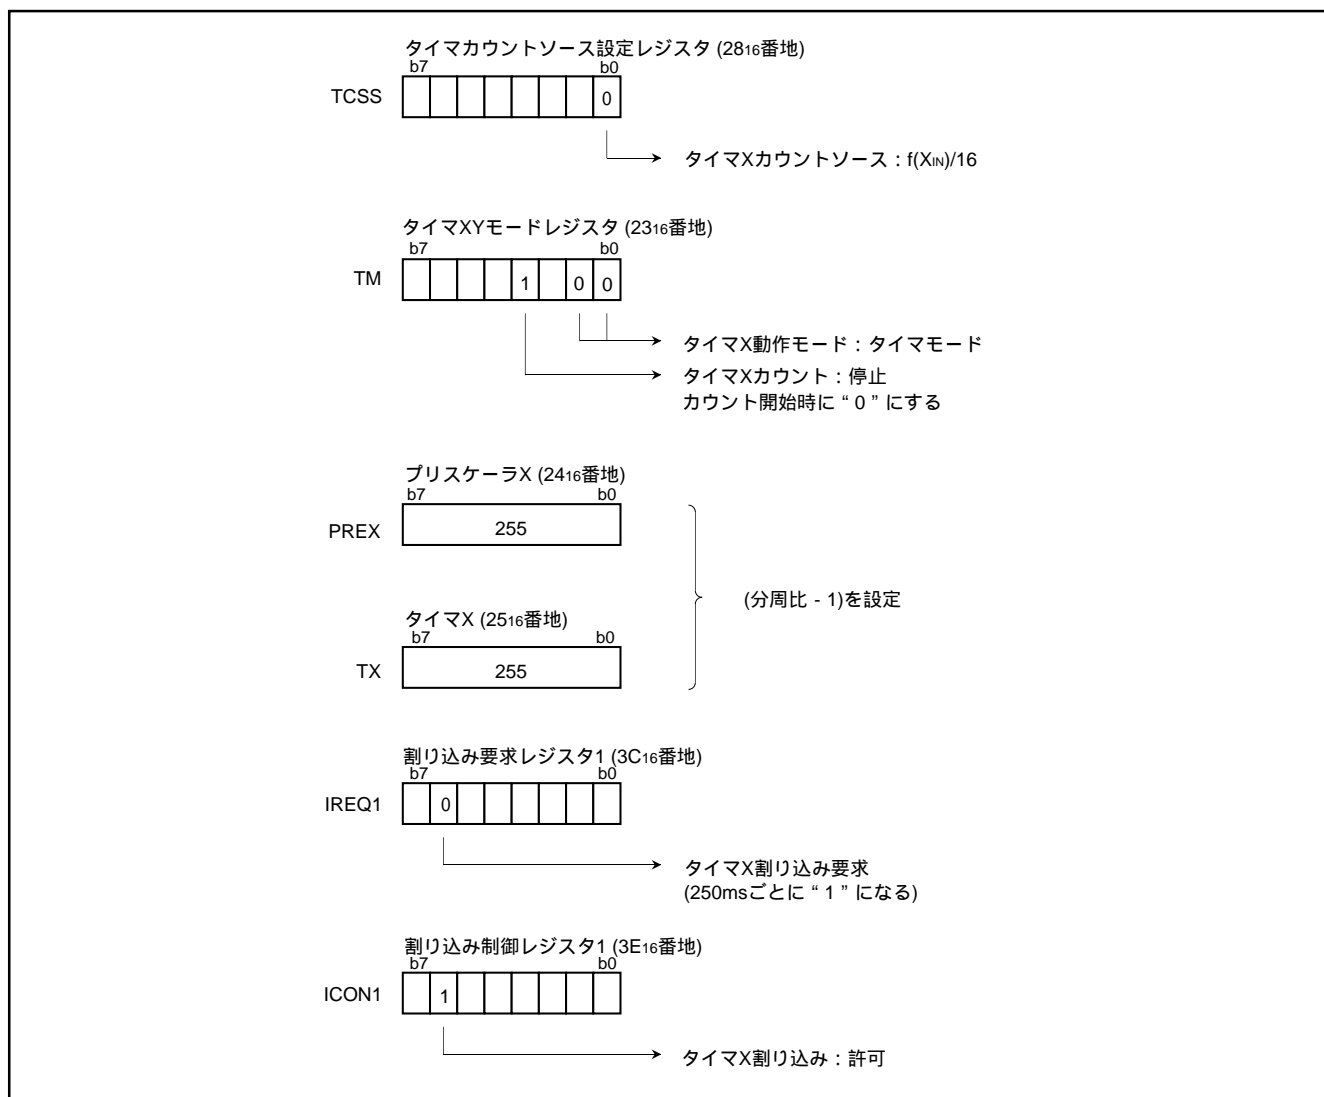 タイマカウントソース設定レジスタ (2816番地)
b7 b0
TCSS 0
タイマXカウントソース：f(XIN)/16
タイマXYモードレジスタ (2316番地)
b7 b0
TM 1 0 0
タイマX動作モード：タイマモード
タイマXカウント：停止
カウント開始時に“0”にする
プリスケーラX (2416番地)
b7 b0
PREX 255
(分周比 - 1)を設定
タイマX (2516番地)
b7 b0
TX 255
割り込み要求レジスタ1 (3C16番地)
b7 b0
IREQ1 0
タイマX割り込み要求
(250msごとに“1”になる)
割り込み制御レジスタ1 (3E16番地)
b7 b0
ICON1 1
タイマX割り込み：許可